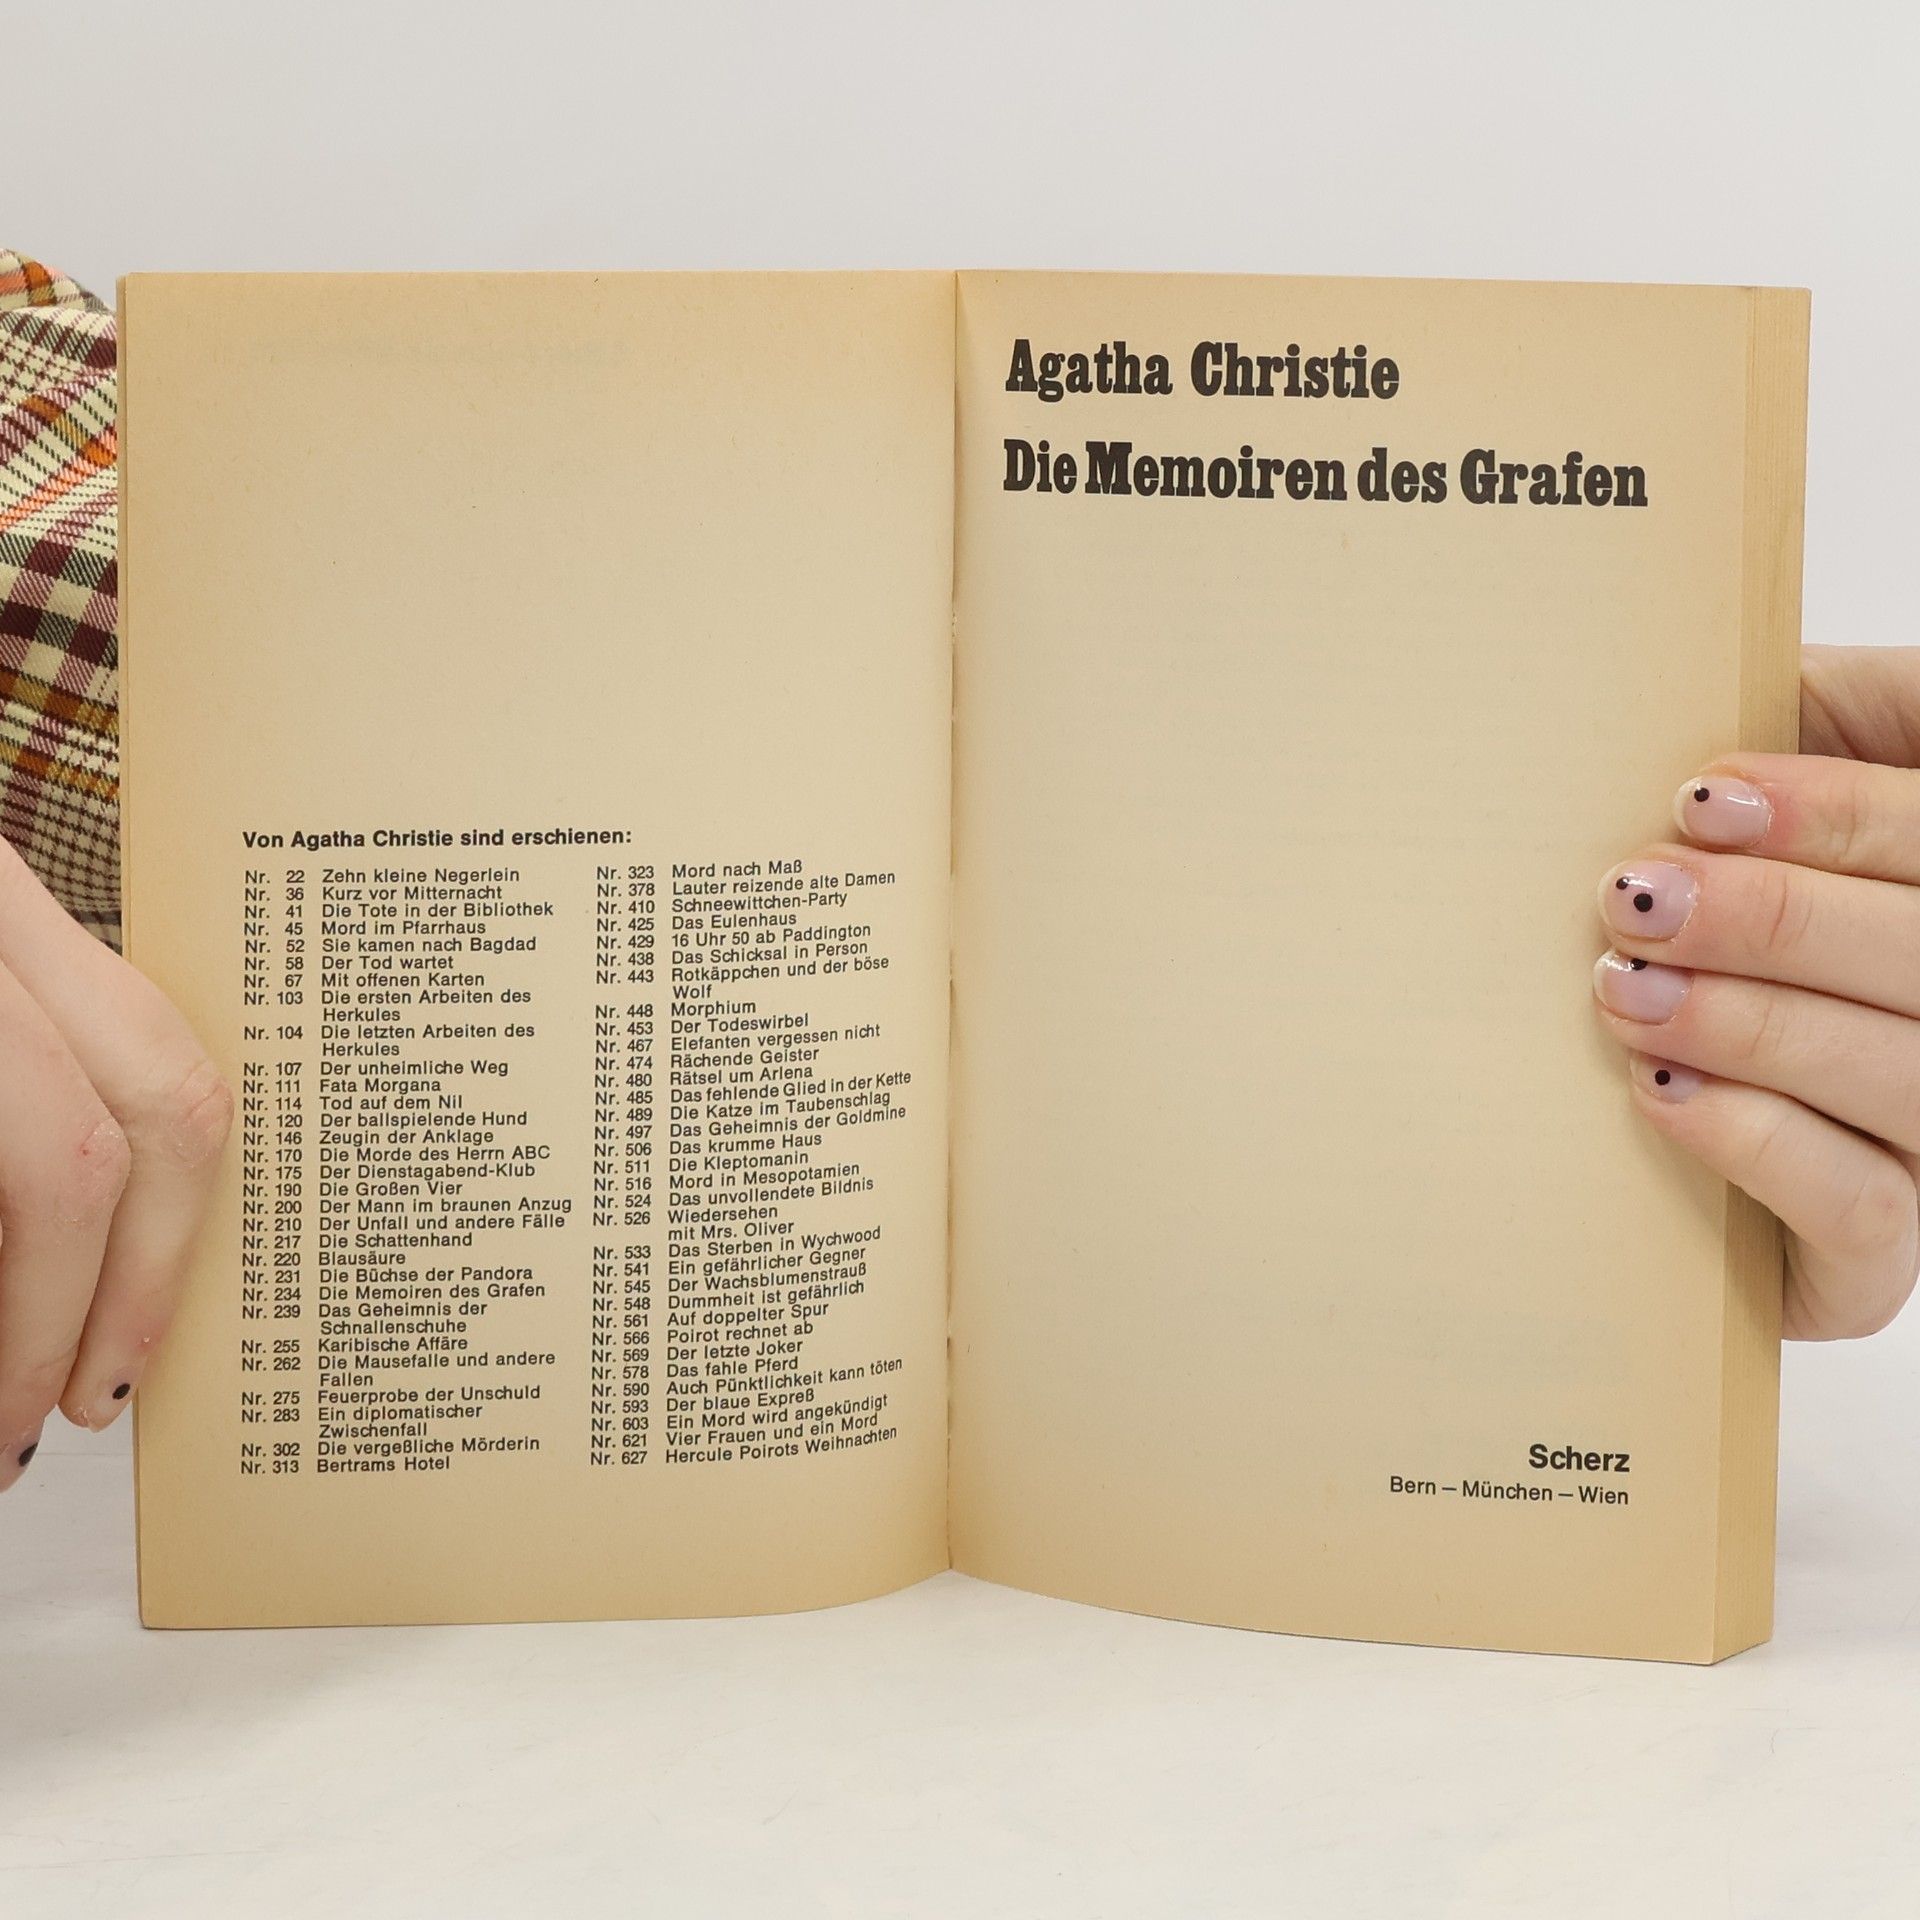 Von Agatha Christie sind erschienen:
Nr. 22 Zehn kleine Negerlein
Nr. 36 Kurz vor Mitternacht
Nr. 41 Die Tote in der Bibliothek
Nr. 45 Mord im Pfarrhaus
Nr. 52 Sie kamen nach Bagdad
Nr. 58 Der Tod wartet
Nr. 67 Mit offenen Karten
Nr. 103 Die ersten Arbeiten des
Herkules
Nr. 104 Die letzten Arbeiten des
Herkules
Nr. 107 Der unheimliche Weg
Nr. 111 Fata Morgana
Nr. 114 Tod auf dem Nil
Nr. 120 Der ballspielende Hund
Nr. 146 Zeugin der Anklage
Nr. 170 Die Morde des Herrn ABC
Nr. 175 Der Dienstagabend-Klub
Nr. 190 Die Großen Vier
Nr. 200 Der Mann im braunen Anzug
Nr. 210 Der Unfall und andere Fälle
Nr. 217 Die Schattenhand
Nr. 220 Blausäure
Nr. 231 Die Büchse der Pandora
Nr. 234 Die Memoiren des Grafen
Nr. 239 Das Geheimnis der
Schnallenschuhe
Nr. 255 Karibische Affäre
Nr. 262 Die Mausefalle und andere
Fallen
Nr. 275 Feuerprobe der Unschuld
Nr. 283 Ein diplomatischer
Zwischenfall
Nr. 302 Die vergeßliche Mörderin
Nr. 313 Bertrams Hotel
Nr. 323 Mord nach Maß
Nr. 378 Lauter reizende alte Damen
Nr. 410 Schneewittchen-Party
Nr. 425 Das Eulenhaus
Nr. 429 16 Uhr 50 ab Paddington
Nr. 438 Das Schicksal in Person
Nr. 443 Rotkäppchen und der böse
Wolf
Nr. 448 Morphium
Nr. 453 Der Todeswirbel
Nr. 467 Elefanten vergessen nicht
Nr. 474 Rächende Geister
Nr. 480 Rätsel um Arlena
Nr. 485 Das fehlende Glied in der Kette
Nr. 489 Die Katze im Taubenschlag
Nr. 497 Das Geheimnis der Goldmine
Nr. 506 Das krumme Haus
Nr. 511 Die Kleptomanin
Nr. 516 Mord in Mesopotamien
Nr. 524 Das unvollendete Bildnis
Nr. 526 Wiedersehen
mit Mrs. Oliver
Nr. 533 Das Sterben in Wychwood
Nr. 541 Ein gefährlicher Gegner
Nr. 545 Der Wachsblumenstrauß
Nr. 548 Dummheit ist gefährlich
Nr. 561 Auf doppelter Spur
Nr. 566 Poirot rechnet ab
Nr. 569 Der letzte Joker
Nr. 578 Das fahle Pferd
Nr. 590 Auch Pünktlichkeit kann töten
Nr. 593 Der blaue Expreß
Nr. 603 Ein Mord wird angekündigt
Nr. 621 Vier Frauen und ein Mord
Nr. 627 Hercule Poirots Weihnachten
Agatha Christie
Die Memoiren des Grafen
Scherz
Bern – München – Wien